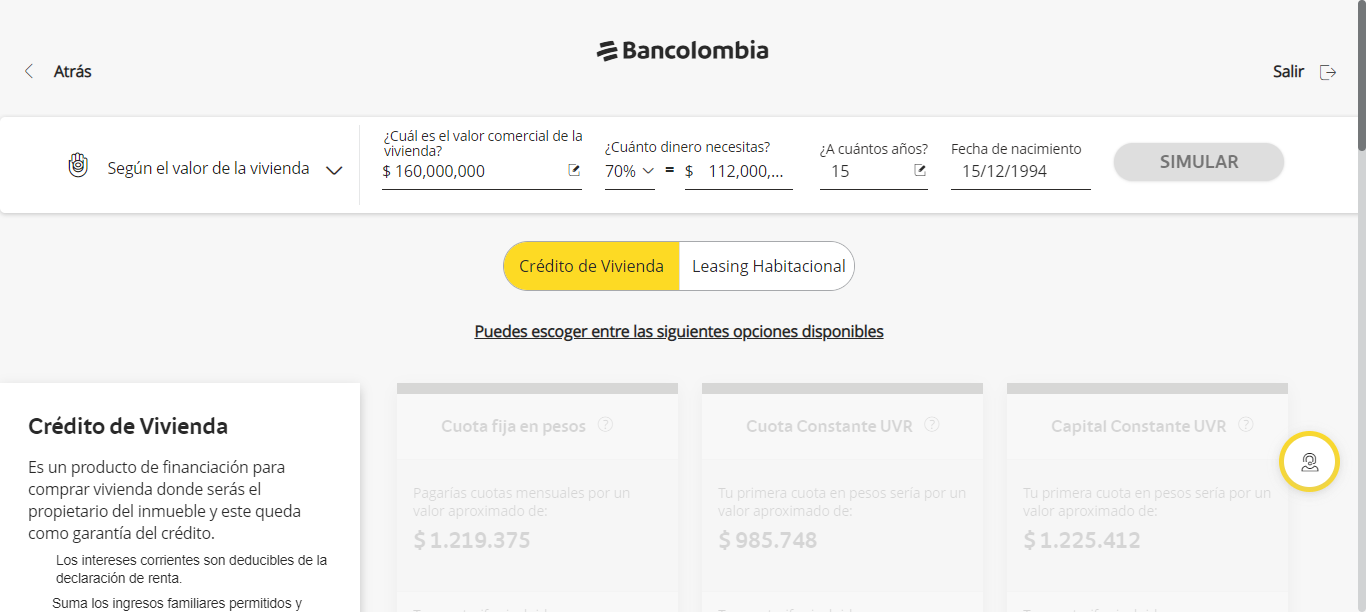 Bancolombia
Atrás
Salir
Según el valor de la vivienda
¿Cuál es el valor comercial de la
vivienda?
$ 160,000,000
¿Cuánto dinero necesitas?
70% = $ 112,000,...
¿A cuántos años?
15
Fecha de nacimiento
15/12/1994
SIMULAR
Crédito de Vivienda
Leasing Habitacional
Puedes escoger entre las siguientes opciones disponibles
Crédito de Vivienda
Es un producto de financiación para
comprar vivienda donde serás el
propietario del inmueble y este queda
como garantía del crédito.
Los intereses corrientes son deducibles de la
declaración de renta.
Suma los ingresos familiares permitidos y
Cuota fija en pesos ?
Pagarías cuotas mensuales por un
valor aproximado de:
$ 1.219.375
Cuota Constante UVR ?
Tu primera cuota en pesos sería por un
valor aproximado de:
$ 985.748
Capital Constante UVR ?
Tu primera cuota en pesos sería por un
valor aproximado de:
$ 1.225.412